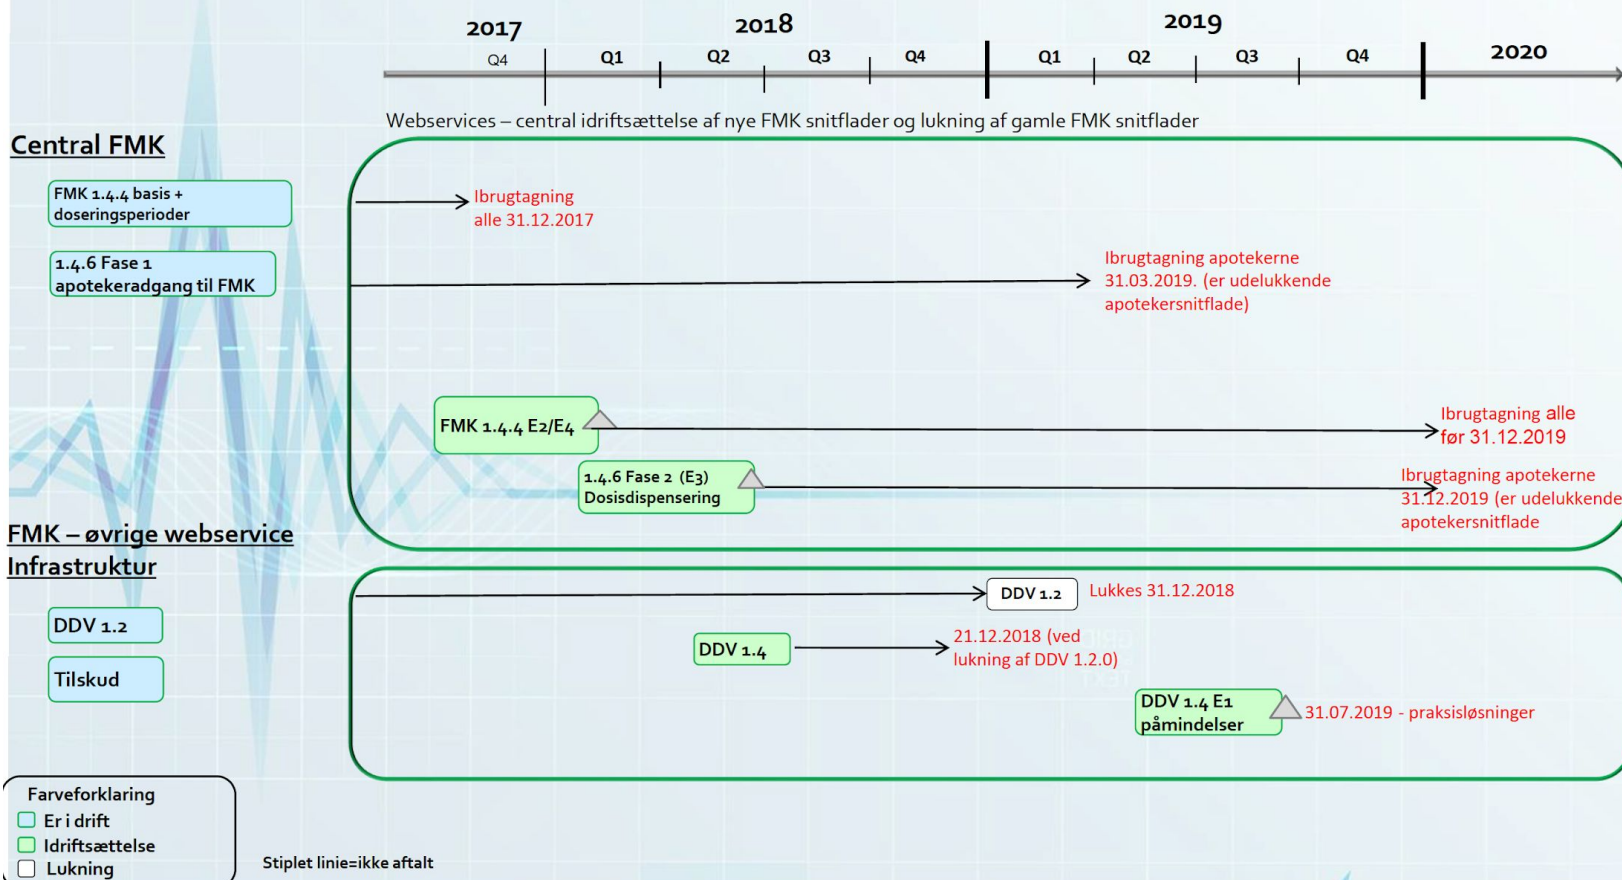 2017
2018
2019
2020
Q4
Q1
Q2
Q3
Q4
Q1
Q2
Q3
Q4
Webservices – central idriftsættelse af nye FMK snitflader og lukning af gamle FMK snitflader
Central FMK
FMK 1.4.4 basis +
doseringsperioder
Ibrugtagning
alle 31.12.2017
1.4.6 Fase 1
apotekeradgang til FMK
Ibrugtagning apotekerne
31.03.2019. (er udelukkende
apotekersnitflade)
FMK 1.4.4 E2/E4
Ibrugtagning alle
før 31.12.2019
1.4.6 Fase 2 (E3)
Dosisdispensering
Ibrugtagning apotekerne
31.12.2019 (er udelukkende
apotekersnitflade
FMK – øvrige webservice
Infrastruktur
DDV 1.2
Lukkes 31.12.2018
DDV 1.2
DDV 1.4
21.12.2018 (ved
lukning af DDV 1.2.0)
Tilskud
DDV 1.4 E1
påmindelser
31.07.2019 - praksisløsninger
Farveforklaring
Er i drift
Idriftsættelse
Lukning
Stiplet linie=ikke aftalt